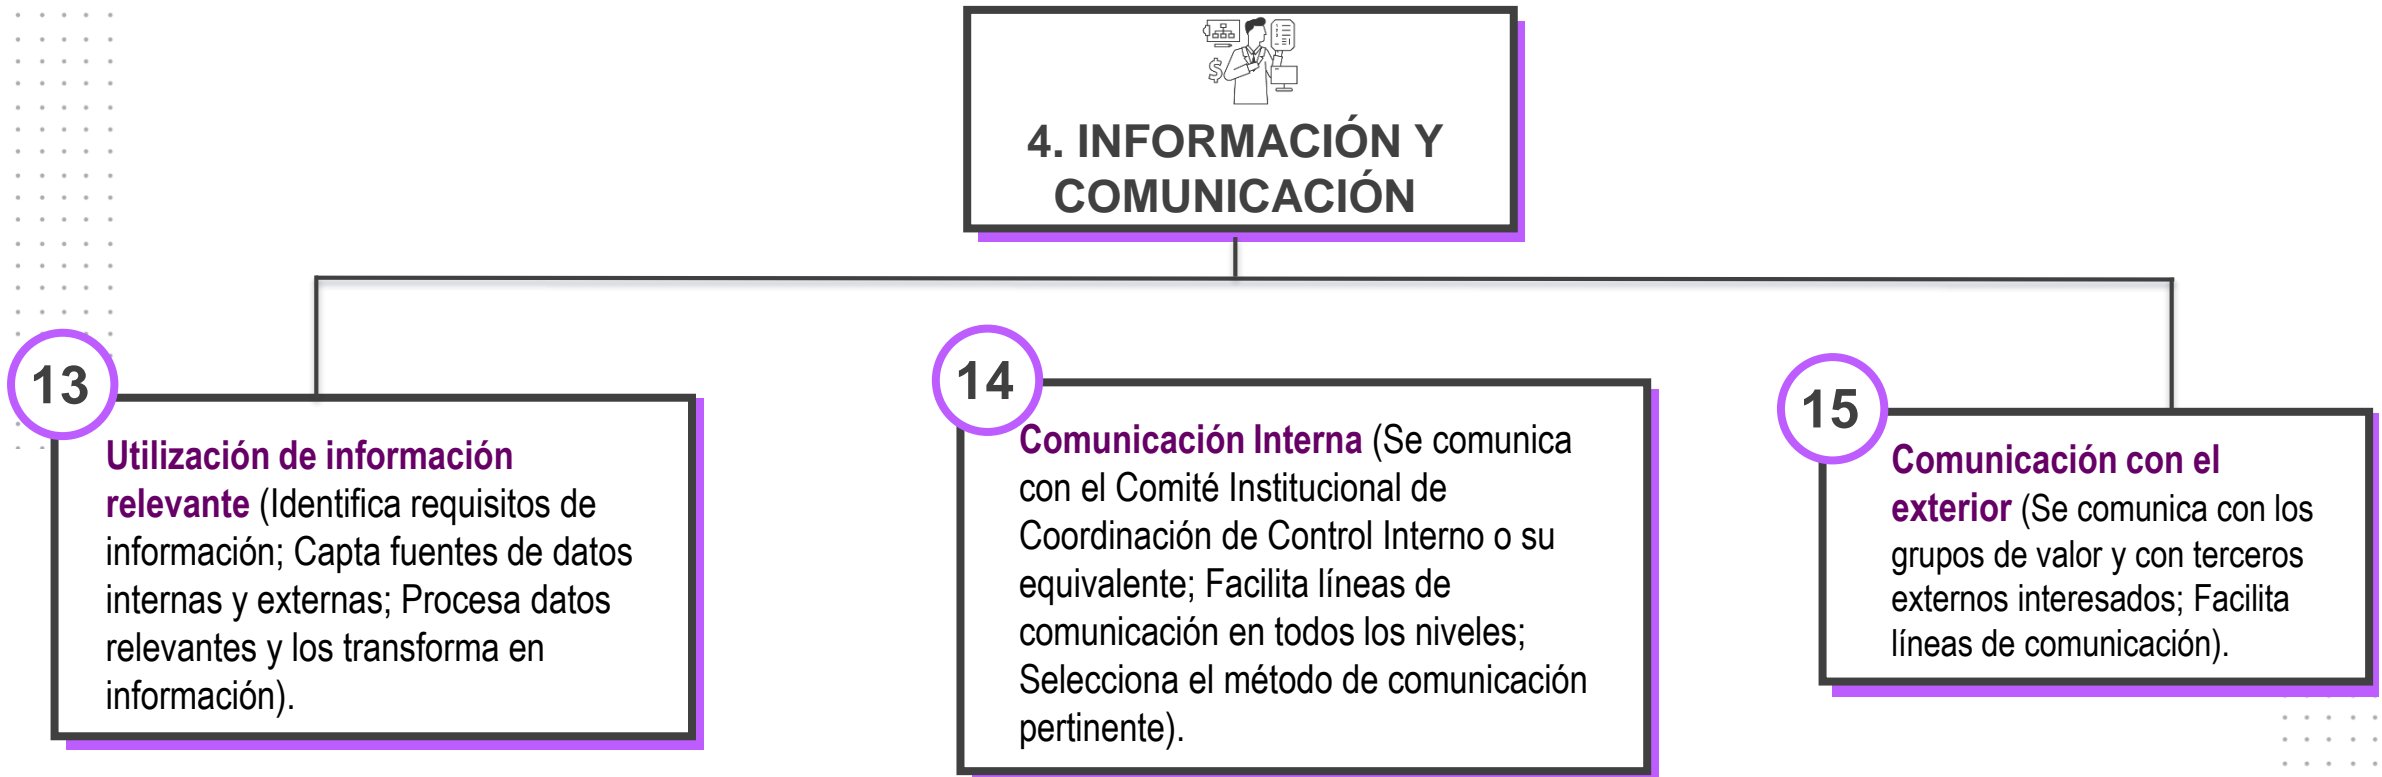 4. INFORMACIÓN Y
COMUNICACIÓN
13
Utilización de información
relevante (Identifica requisitos de
información; Capta fuentes de datos
internas y externas; Procesa datos
relevantes y los transforma en
información).
14
Comunicación Interna (Se comunica
con el Comité Institucional de
Coordinación de Control Interno o su
equivalente; Facilita líneas de
comunicación en todos los niveles;
Selecciona el método de comunicación
pertinente).
15
Comunicación con el
exterior (Se comunica con los
grupos de valor y con terceros
externos interesados; Facilita
líneas de comunicación).